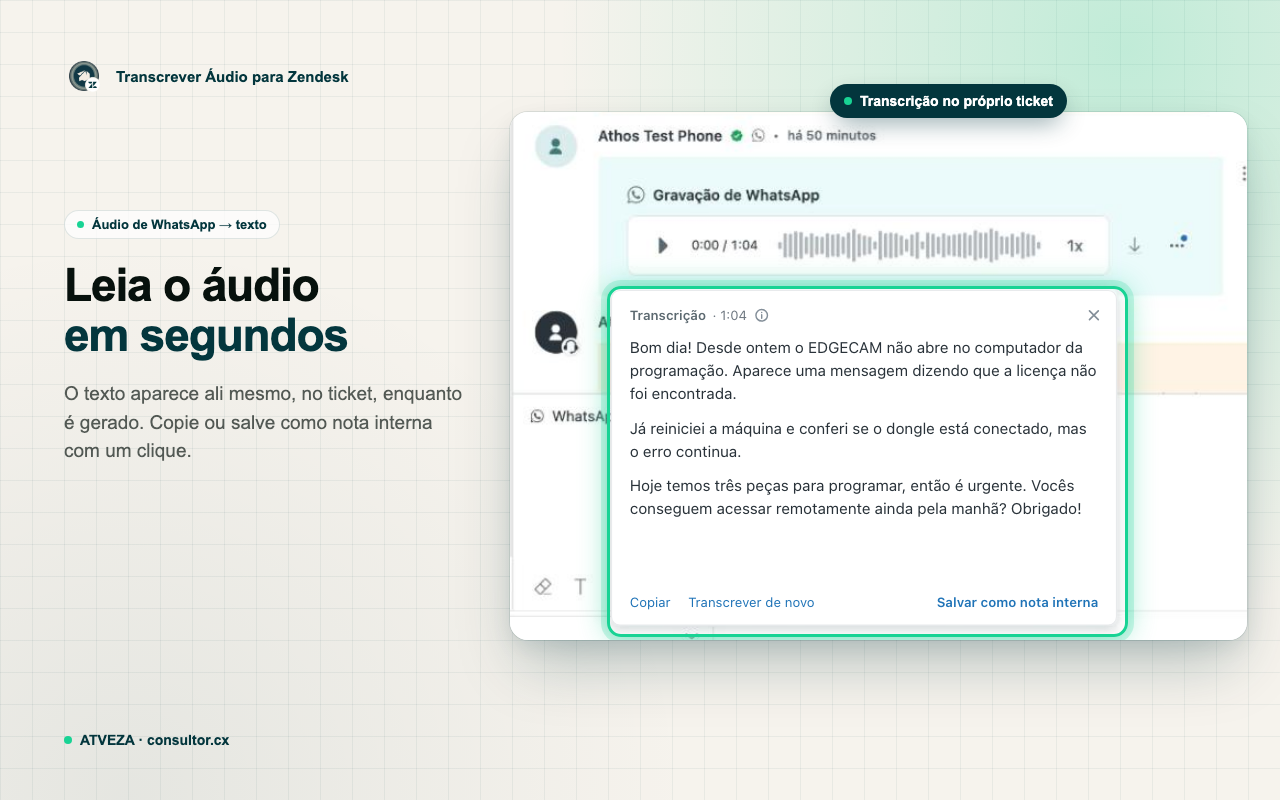 Transcrever Áudio para Zendesk
Áudio de WhatsApp → texto
Leia o áudio
em segundos
O texto aparece ali mesmo, no ticket, enquanto
é gerado. Copie ou salve como nota interna
com um clique.
ATVEZA · consultor.cx
Transcrição no próprio ticket
Athos Test Phone • há 50 minutos
Gravação de WhatsApp
0:00 / 1:04 1x
Transcrição · 1:04
Bom dia! Desde ontem o EDGECAM não abre no computador da
programação. Aparece uma mensagem dizendo que a licença não
foi encontrada.
Já reiniciei a máquina e conferi se o dongle está conectado, mas
o erro continua.
Hoje temos três peças para programar, então é urgente. Vocês
conseguem acessar remotamente ainda pela manhã? Obrigado!
Copiar Transcrever de novo Salvar como nota interna
T